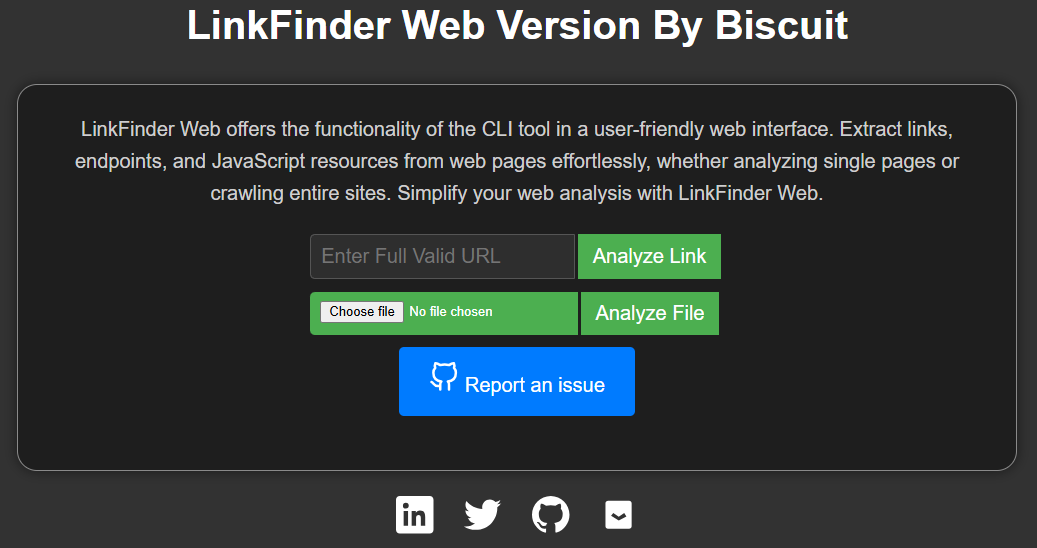 LinkFinder Web Version By Biscuit
LinkFinder Web offers the functionality of the CLI tool in a user-friendly web interface. Extract links,
endpoints, and JavaScript resources from web pages effortlessly, whether analyzing single pages or
crawling entire sites. Simplify your web analysis with LinkFinder Web.
Enter Full Valid URL Analyze Link
Choose file No file chosen Analyze File
Report an issue
in